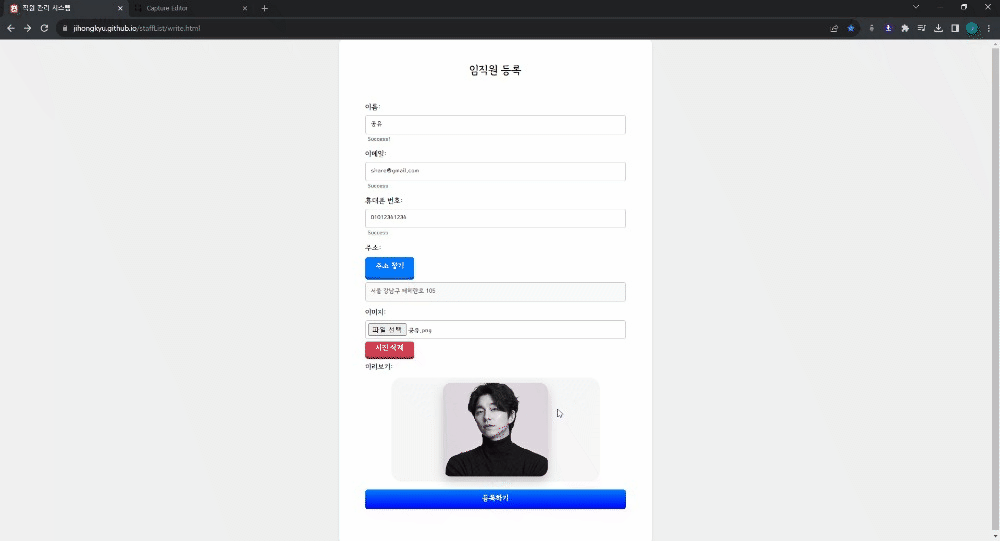 직원 관리 시스템
Capture Editor
jihongkyu.github.io/staffList/write.html
임직원 등록
이름:
공유
Success!
이메일:
share@gmail.com
Success
휴대폰 번호:
01012361236
Success
주소:
주소 찾기
서울 강남구 테헤란로 105
이미지:
파일 선택 공유.png
사진 삭제
미리보기:
등록하기